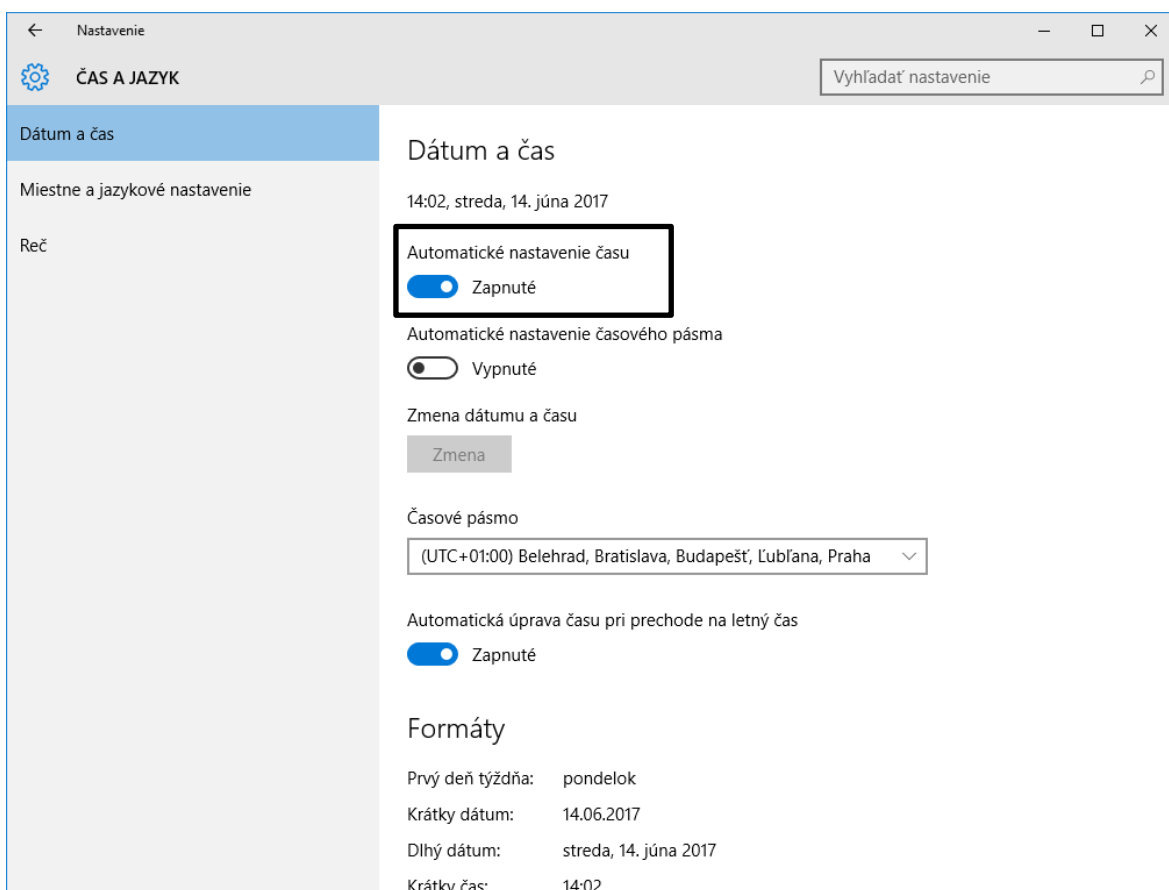 Nastavenie
ČAS A JAZYK
Vyhľadať nastavenie
Dátum a čas
Miestne a jazykové nastavenie
Reč
Dátum a čas
14:02, streda, 14. júna 2017
Automatické nastavenie času
Zapnuté
Automatické nastavenie časového pásma
Vypnuté
Zmena dátumu a času
Zmena
Časové pásmo
(UTC+01:00) Belehrad, Bratislava, Budapešť, Ľubľana, Praha
Automatická úprava času pri prechode na letný čas
Zapnuté
Formáty
Prvý deň týždňa: pondelok
Krátky dátum: 14.06.2017
Dlhý dátum: streda, 14. júna 2017
Krátky čas: 14:02